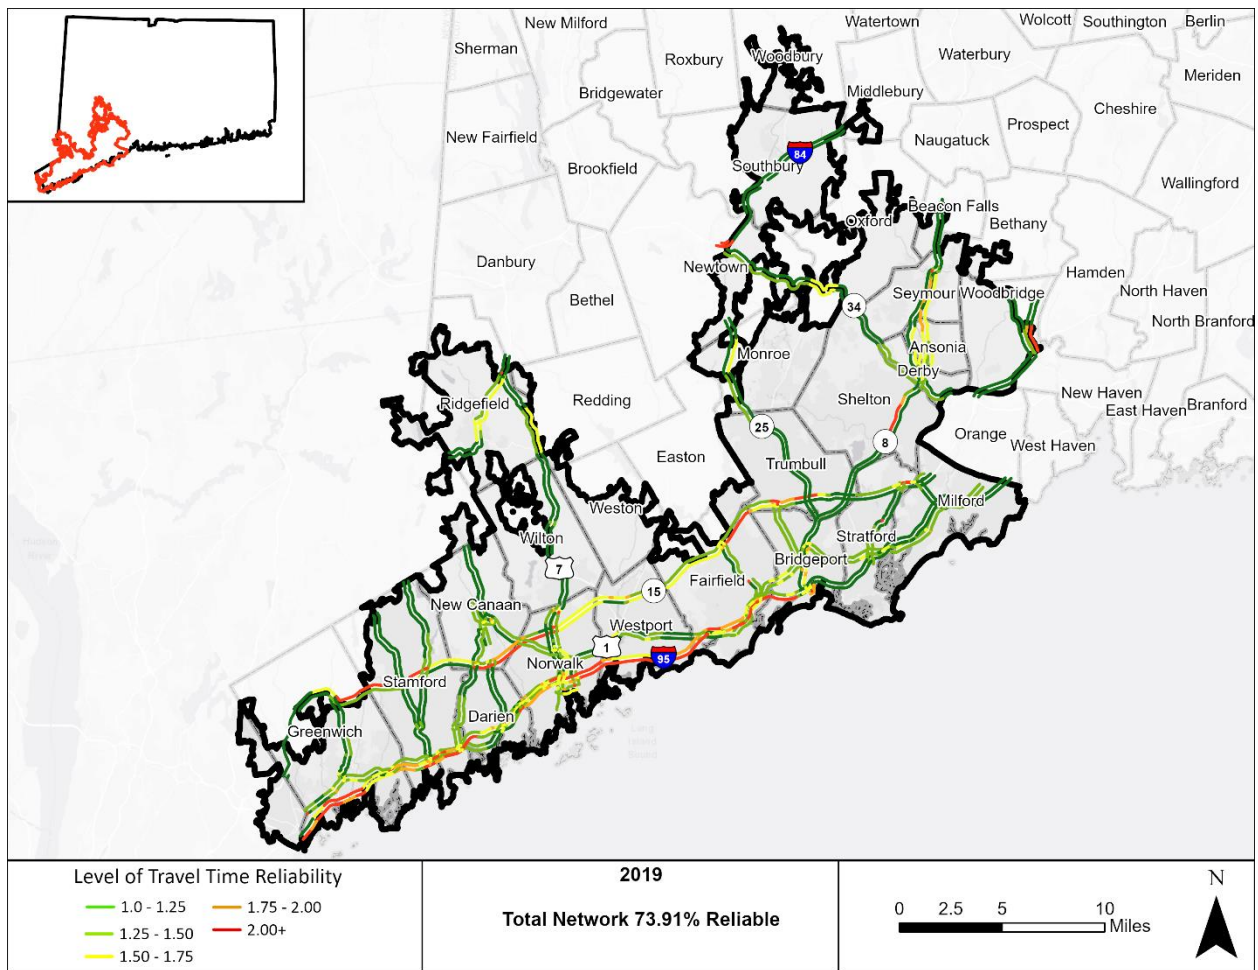 New Milford
Watertown
Wolcott
Southington
Berlin
Sherman
Roxbury
Woodbury
Waterbury
Meriden
Bridgewater
Middlebury
Cheshire
New Fairfield
Naugatuck
Prospect
Brookfield
Southbury
84
Wallingford
Oxford
Beacon Falls
Bethany
Danbury
Newtown
Hamden
Bethel
Seymour
Woodbridge
North Haven
34
North Branford
Monroe
Ansonia
Derby
Ridgefield
Redding
Shelton
New Haven
East Haven
Branford
25
8
Orange
West Haven
Easton
Trumbull
Weston
Milford
Wilton
Stratford
Bridgeport
7
Fairfield
15
New Canaan
Westport
1
95
Norwalk
Stamford
Darien
Greenwich
Long
Island
Sound
Level of Travel Time Reliability
1.0 - 1.25
1.75 - 2.00
1.25 - 1.50
2.00+
1.50 - 1.75
2019
Total Network 73.91% Reliable
0 2.5 5 10
Miles
N